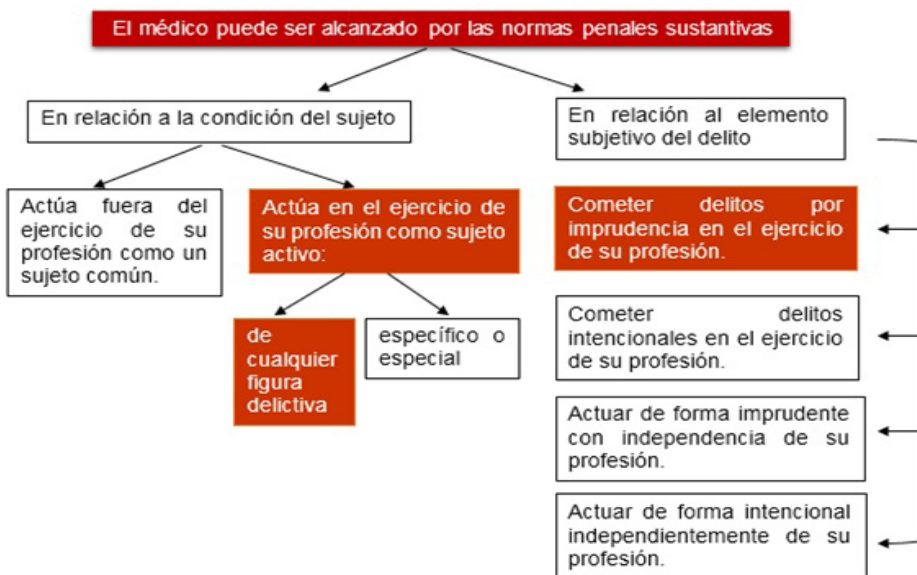 El médico puede ser alcanzado por las normas penales sustantivas
En relación a la condición del sujeto
En relación al elemento
subjetivo del delito
Actúa fuera del
ejercicio de su
profesión como un
sujeto común.
Actúa en el ejercicio de
su profesión como sujeto
activo:
de
cualquier
figura
delictiva
específico o
especial
Cometer delitos por
imprudencia en el ejercicio
de su profesión.
Cometer delitos
intencionales en el ejercicio
de su profesión.
Actuar de forma imprudente
con independencia de su
profesión.
Actuar de forma intencional
independientemente de su
profesión.